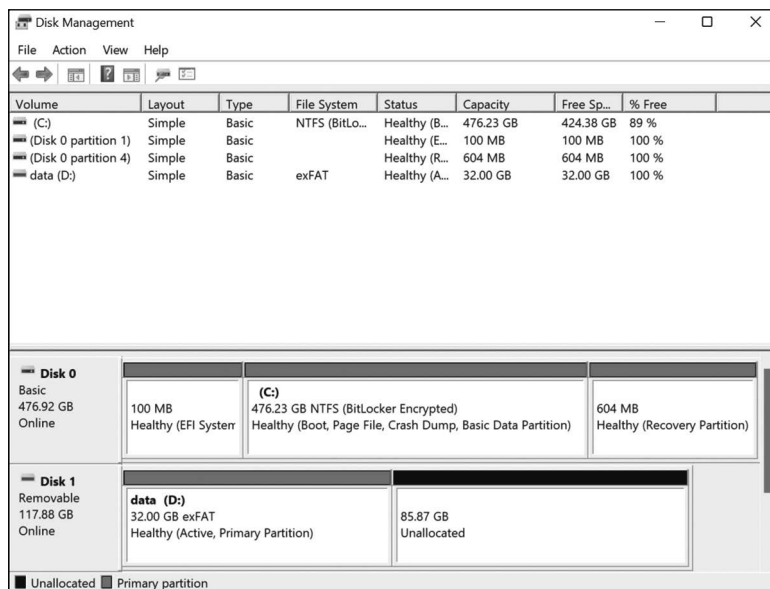 Disk Management
File Action View Help
Volume Layout Type File System Status Capacity Free Sp... % Free
(C:) Simple Basic NTFS (BitLo... Healthy (B... 476.23 GB 424.38 GB 89 %
(Disk 0 partition 1) Simple Basic Healthy (E... 100 MB 100 MB 100 %
(Disk 0 partition 4) Simple Basic Healthy (R... 604 MB 604 MB 100 %
data (D:) Simple Basic exFAT Healthy (A... 32.00 GB 32.00 GB 100 %
Disk 0
Basic
476.92 GB
Online
100 MB
Healthy (EFI System
(C:)
476.23 GB NTFS (BitLocker Encrypted)
Healthy (Boot, Page File, Crash Dump, Basic Data Partition)
604 MB
Healthy (Recovery Partition)
Disk 1
Removable
117.88 GB
Online
data (D:)
32.00 GB exFAT
Healthy (Active, Primary Partition)
85.87 GB
Unallocated
Unallocated Primary partition